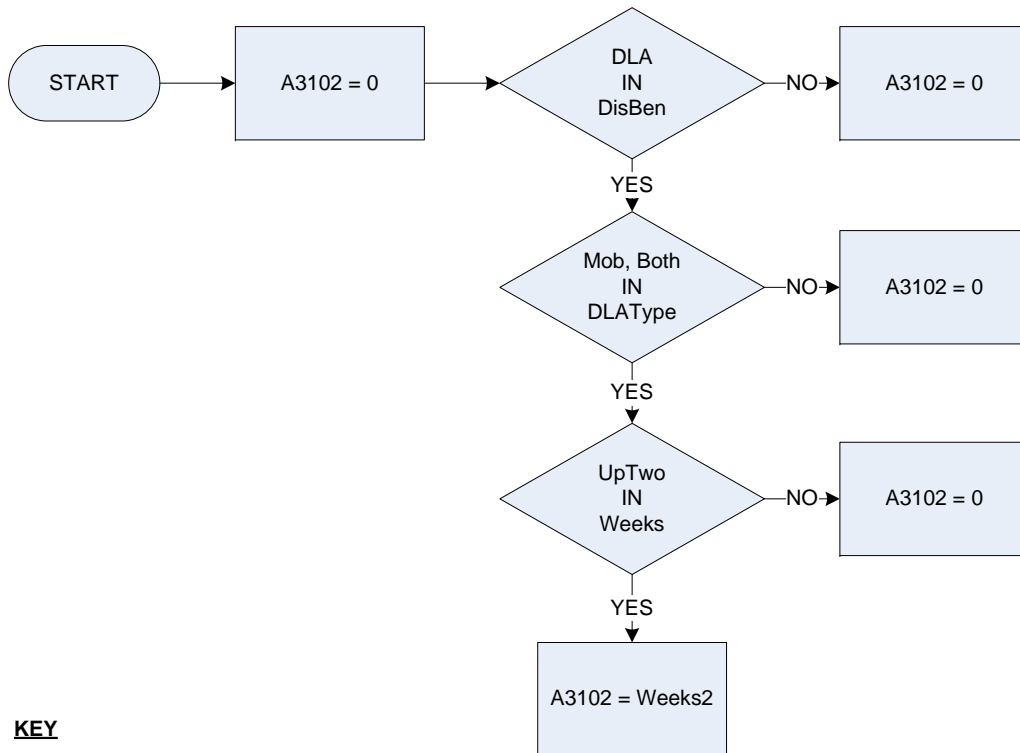 START
A3102 = 0
DLA
IN
DisBen
NO
A3102 = 0
YES
Mob, Both
IN
DLAType
NO
A3102 = 0
YES
UpTwo
IN
Weeks
NO
A3102 = 0
YES
A3102 = Weeks2
KEY